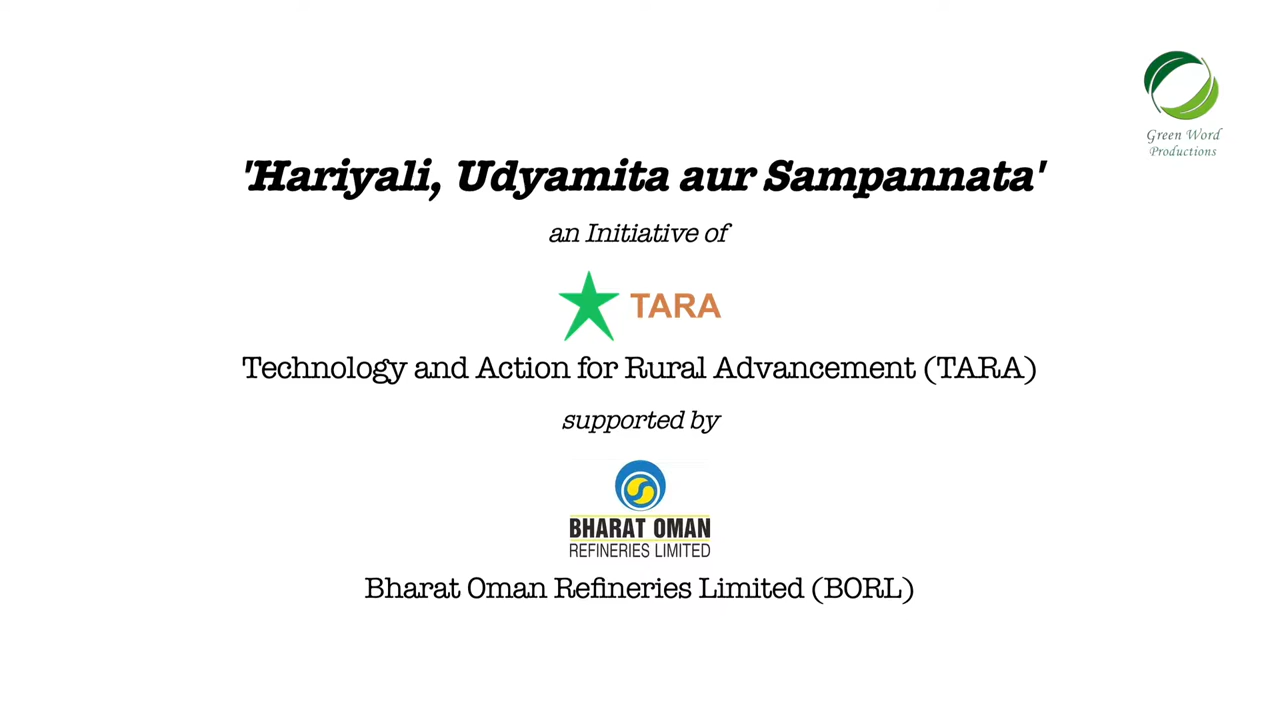 Green Word
Productions
'Hariyali, Udyamita aur Sampannata'
an Initiative of
TARA
Technology and Action for Rural Advancement (TARA)
supported by
BHARAT OMAN
REFINERIES LIMITED
Bharat Oman Refineries Limited (BORL)